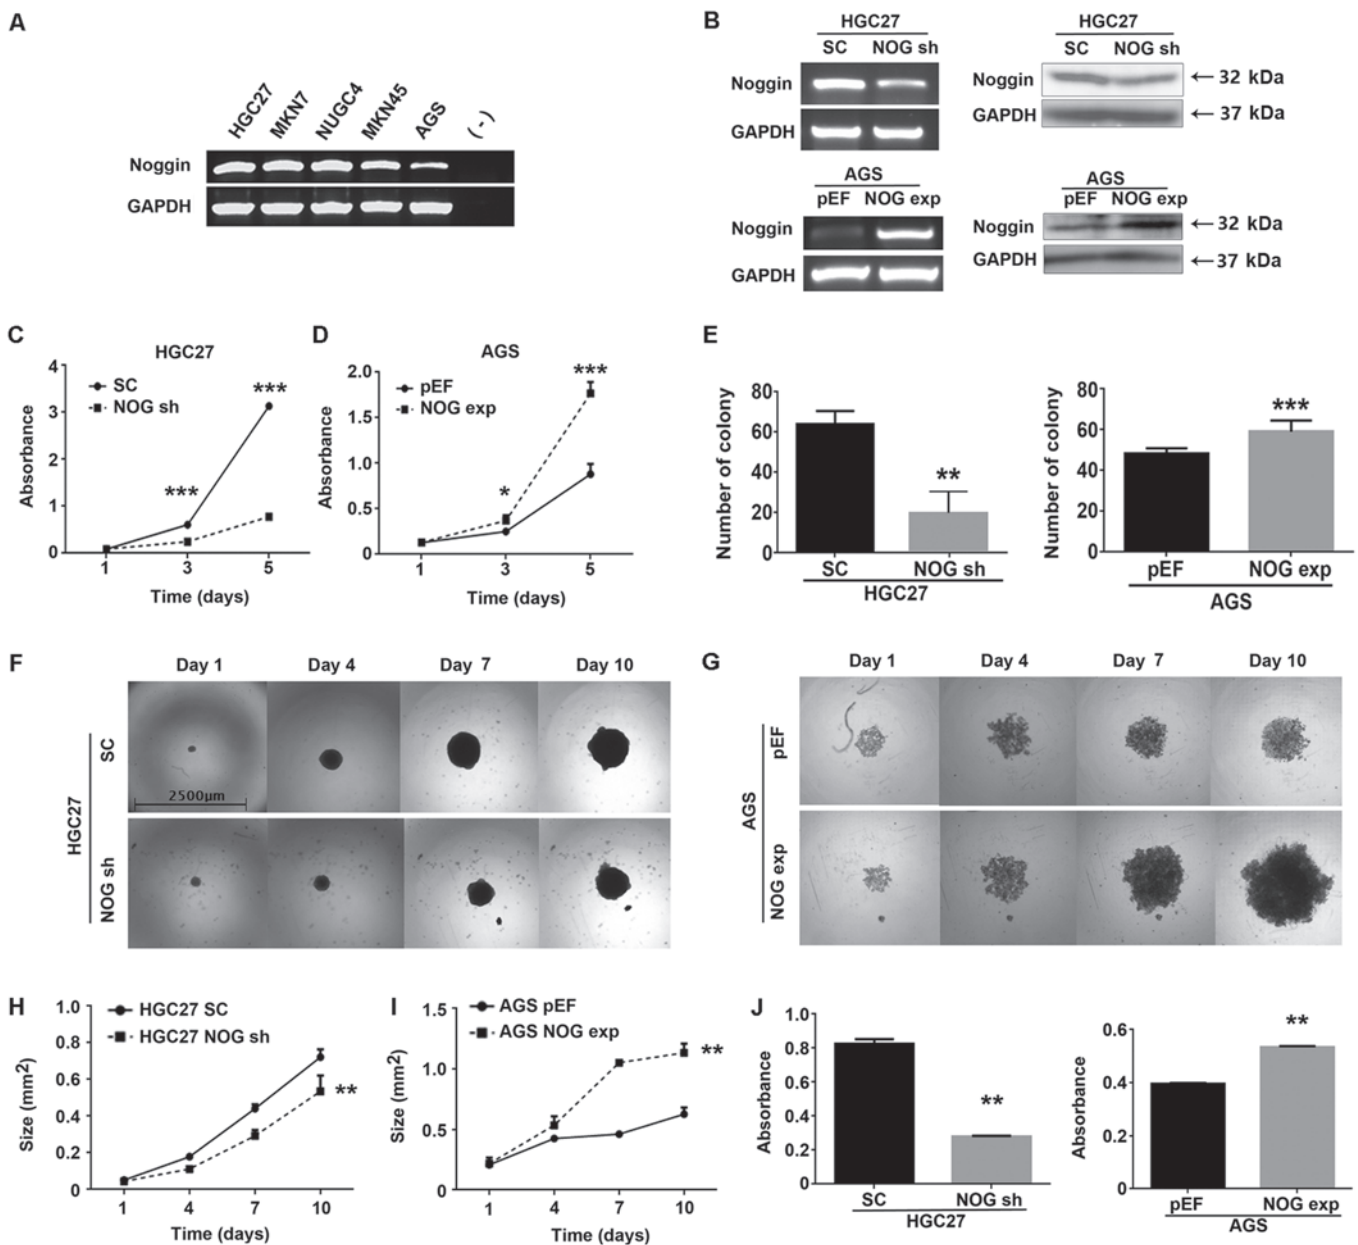 A
HGC27 MKN7 NUGC4 MKN45 AGS (-)
Noggin
GAPDH
B
HGC27
SC NOG sh
Noggin
GAPDH
HGC27
SC NOG sh
Noggin ←32 kDa
GAPDH ←37 kDa
AGS
pEF NOG exp
Noggin
GAPDH
AGS
pEF NOG exp
Noggin ←32 kDa
GAPDH ←37 kDa
C
HGC27
SC
NOG sh
***
***
Absorbance
4
3
2
1
0
1 3 5
Time (days)
D
AGS
pEF
NOG exp
***
*
Absorbance
2.0
1.5
1.0
0.5
0
1 3 5
Time (days)
E
Number of colony
80
60
40
20
0
**
SC NOG sh
HGC27
Number of colony
80
60
40
20
0
***
pEF NOG exp
AGS
F
Day 1 Day 4 Day 7 Day 10
HGC27
SC
2500µm
NOG sh
G
Day 1 Day 4 Day 7 Day 10
AGS
pEF
NOG exp
H
HGC27 SC
HGC27 NOG sh
**
Size (mm2)
1.0
0.8
0.6
0.4
0.2
0
1 4 7 10
Time (days)
I
AGS pEF
AGS NOG exp
**
Size (mm2)
1.5
1.0
0.5
0
1 4 7 10
Time (days)
J
Absorbance
1.0
0.8
0.6
0.4
0.2
0
**
SC NOG sh
HGC27
Absorbance
0.6
0.4
0.2
0
**
pEF NOG exp
AGS